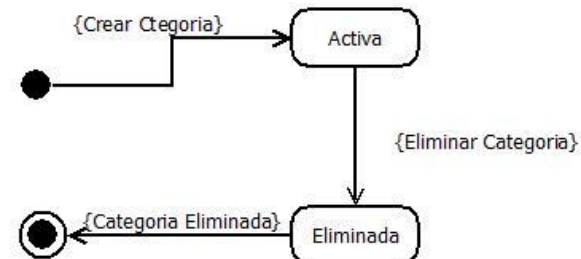 {Crear Ctegoria}
Activa
{Eliminar Categoria}
{Categoria Eliminada}
Eliminada